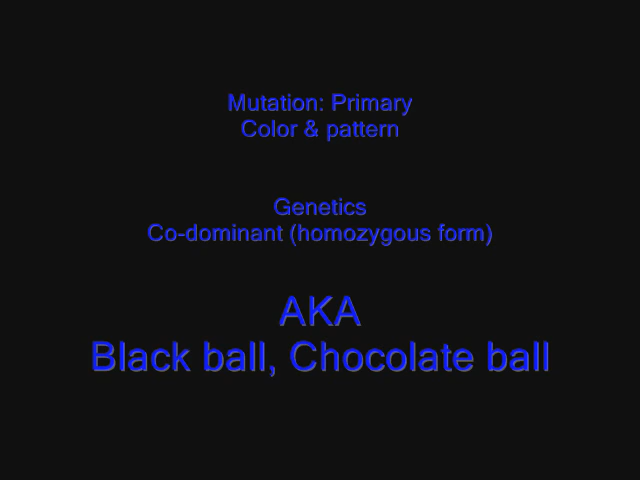 Mutation: Primary
Color & pattern
Genetics
Co-dominant (homozygous form)
AKA
Black ball, Chocolate ball